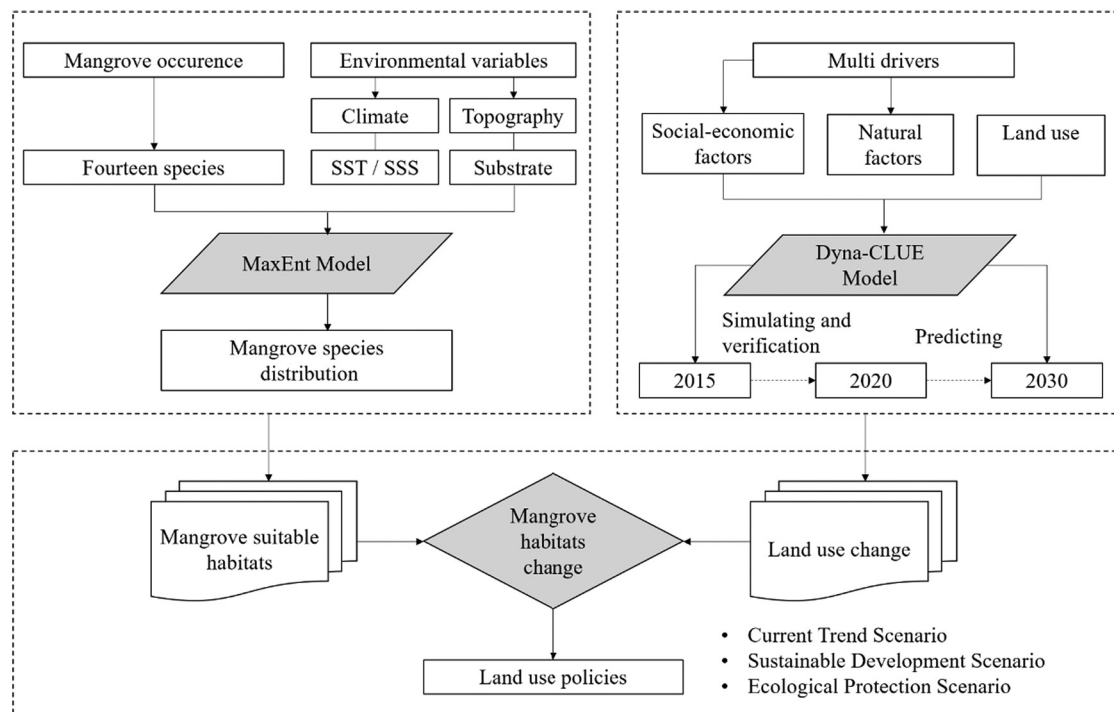 Mangrove occurence
Environmental variables
Climate
Topography
Fourteen species
SST / SSS
Substrate
MaxEnt Model
Mangrove species
distribution
Multi drivers
Social-economic
factors
Natural
factors
Land use
Dyna-CLUE
Model
Simulating and
verification
Predicting
2015
2020
2030
Mangrove suitable
habitats
Mangrove
habitats
change
Land use change
Land use policies
• Current Trend Scenario
• Sustainable Development Scenario
• Ecological Protection Scenario